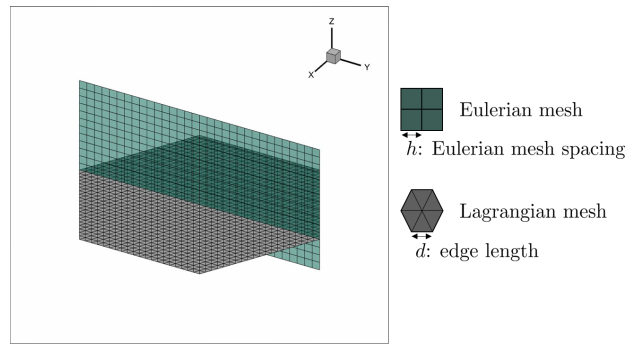 Z
X
Y
Eulerian mesh
h: Eulerian mesh spacing
Lagrangian mesh
d: edge length